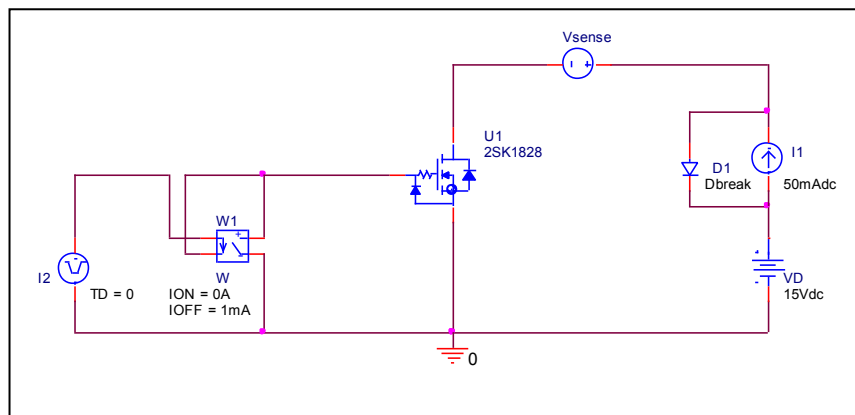 Vsense
U1
2SK1828
D1
Dbreak
I1
50mAdc
W1
I2
TD = 0
W
ION = 0A
IOFF = 1mA
VD
15Vdc
0